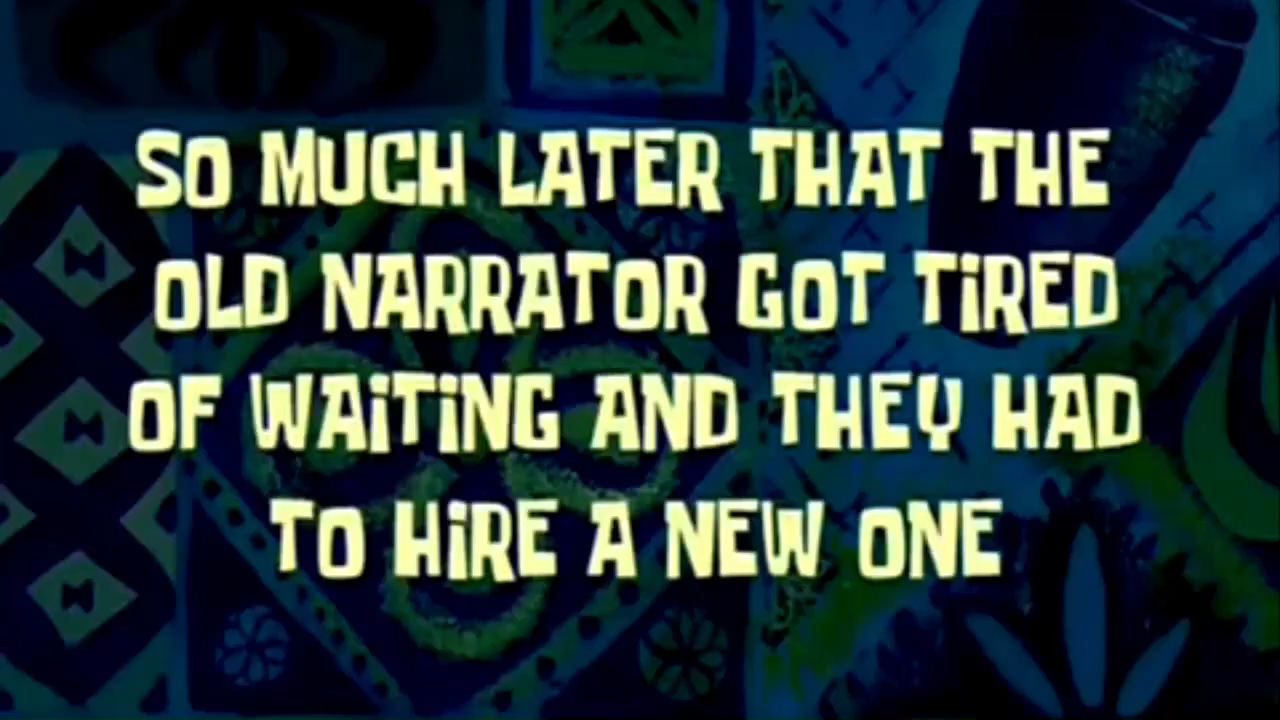 SO MUCH LATER THAT THE
OLD NARRATOR GOT TiRED
OF WAiTiNG AND THEY HAD
TO HiRE A NEW ONE